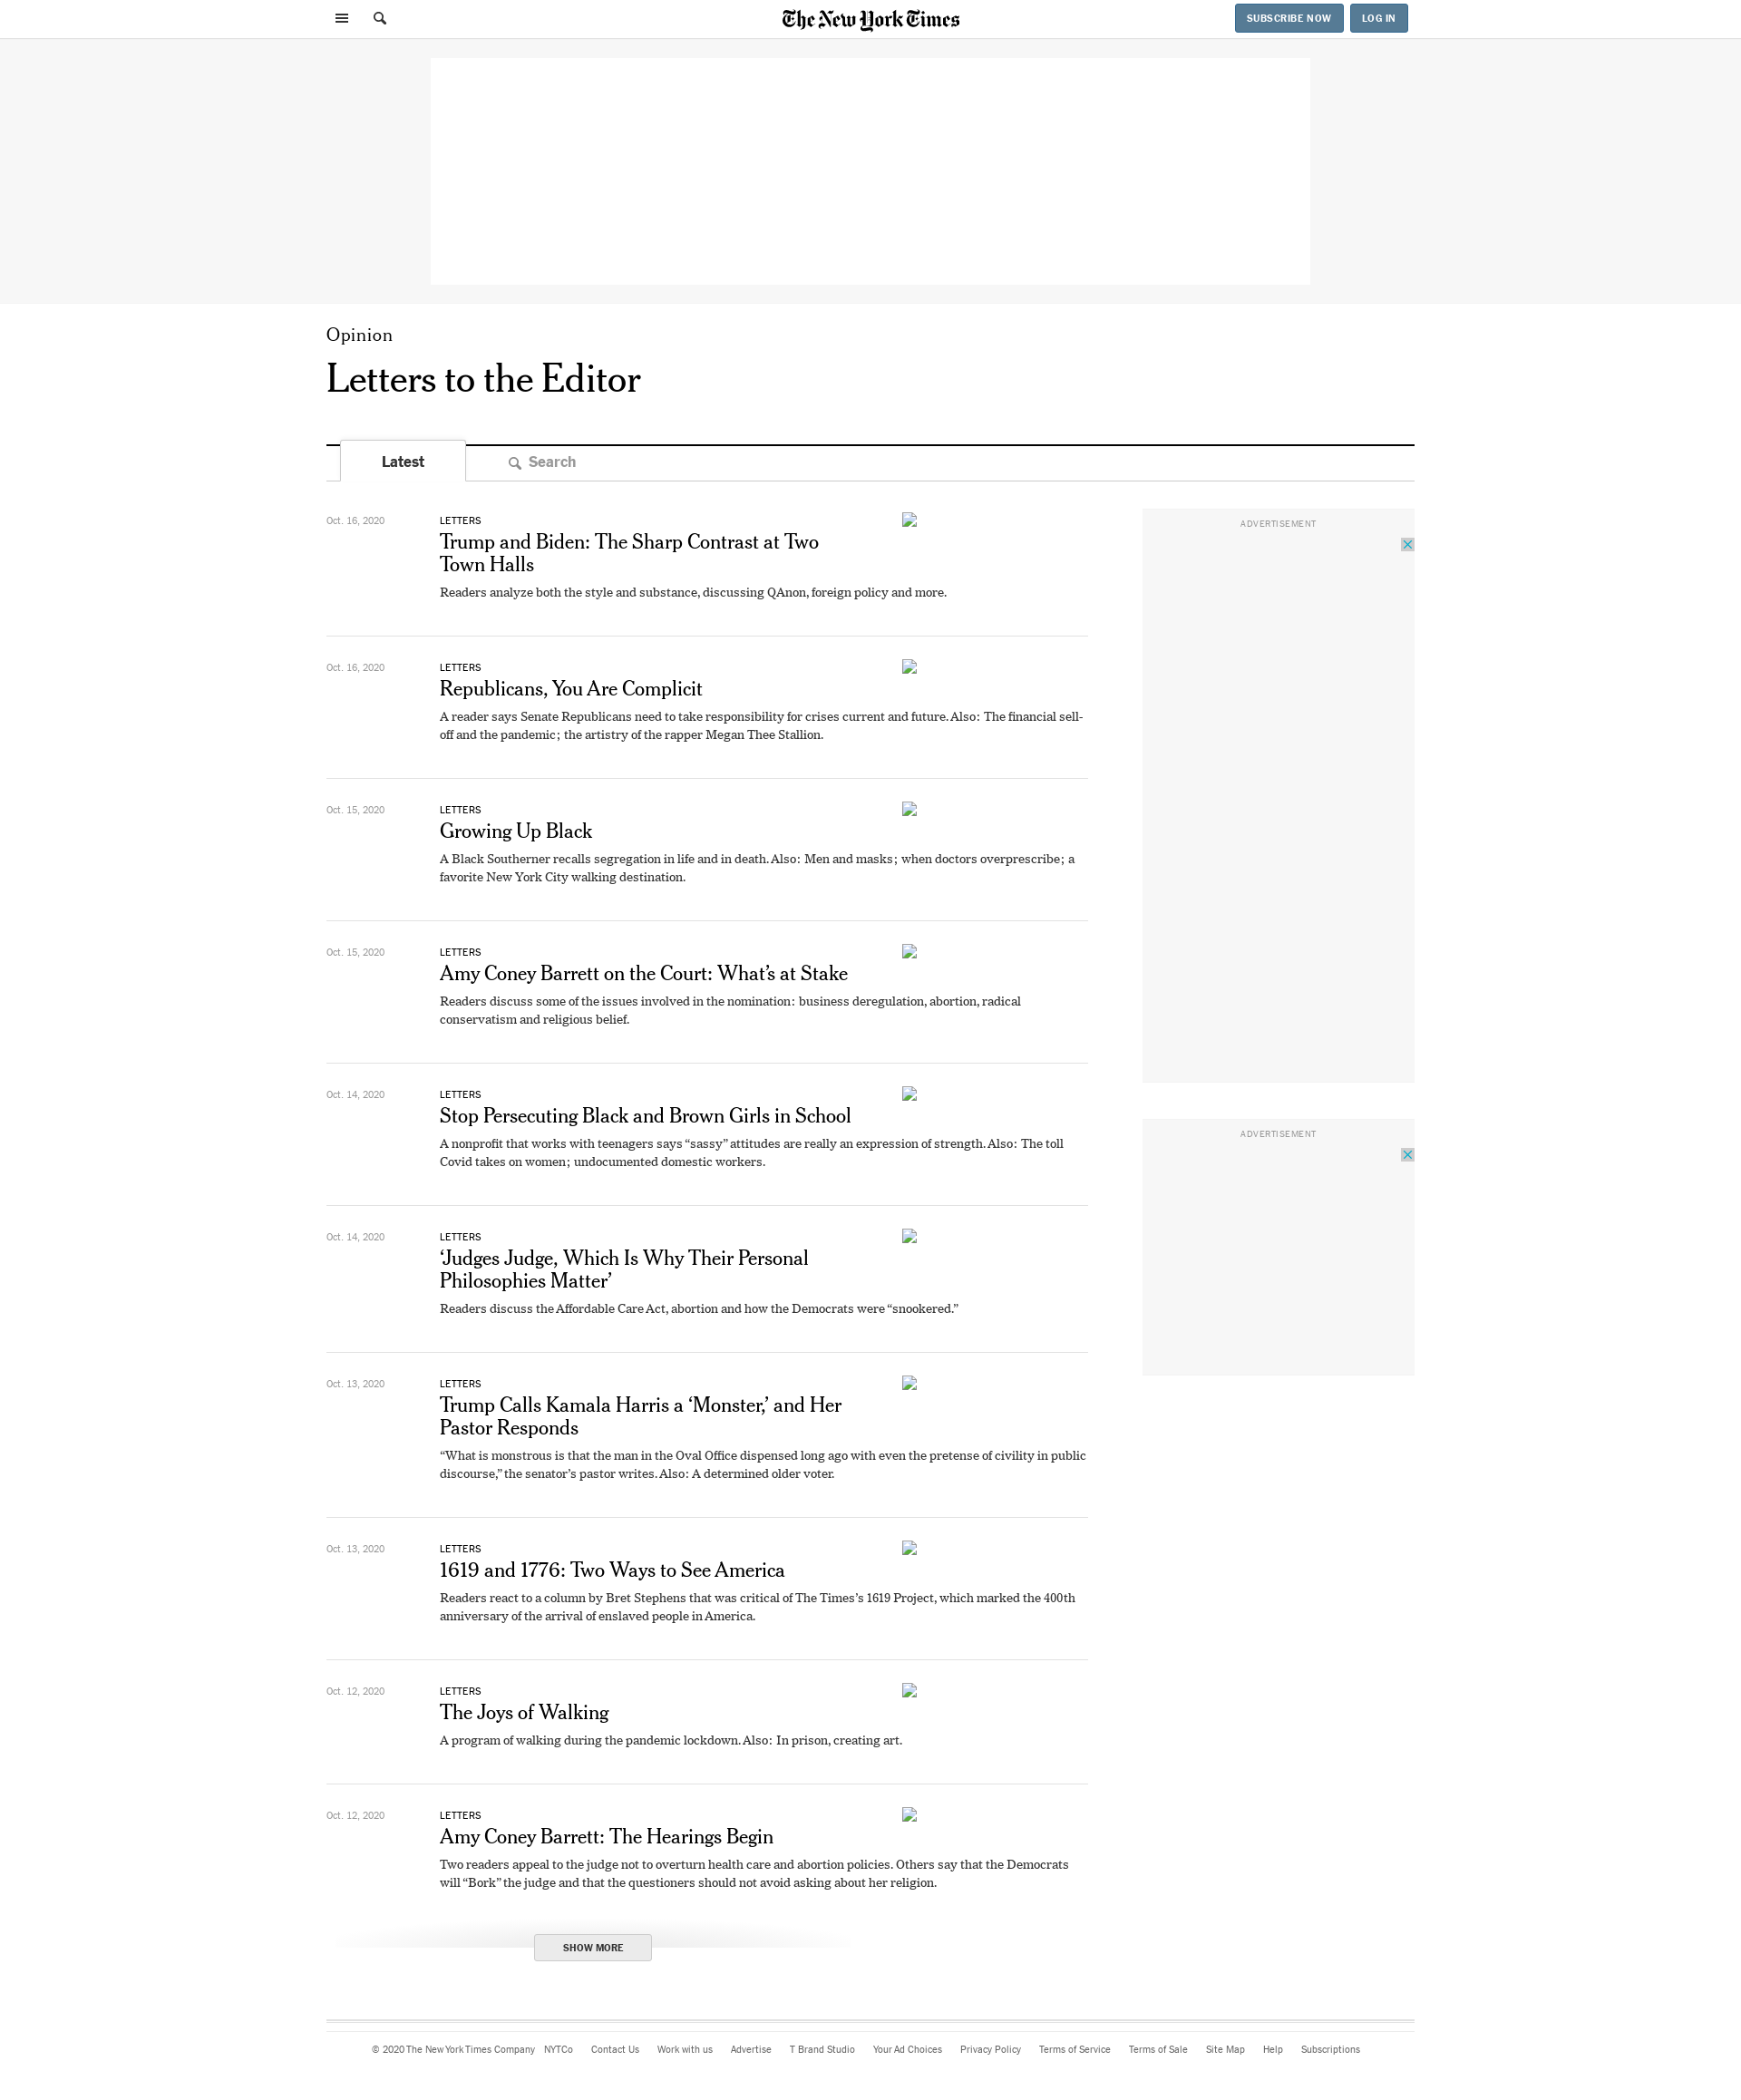 The New York Times
SUBSCRIBE NOW
LOG IN
Opinion
Letters to the Editor
Latest
Search
Oct. 16, 2020
LETTERS
Trump and Biden: The Sharp Contrast at Two
Town Halls
Readers analyze both the style and substance, discussing QAnon, foreign policy and more.
Oct. 16, 2020
LETTERS
Republicans, You Are Complicit
A reader says Senate Republicans need to take responsibility for crises current and future. Also: The financial sell-
off and the pandemic; the artistry of the rapper Megan Thee Stallion.
Oct. 15, 2020
LETTERS
Growing Up Black
A Black Southerner recalls segregation in life and in death. Also: Men and masks; when doctors overprescribe; a
favorite New York City walking destination.
Oct. 15, 2020
LETTERS
Amy Coney Barrett on the Court: What’s at Stake
Readers discuss some of the issues involved in the nomination: business deregulation, abortion, radical
conservatism and religious belief.
Oct. 14, 2020
LETTERS
Stop Persecuting Black and Brown Girls in School
A nonprofit that works with teenagers says “sassy” attitudes are really an expression of strength. Also: The toll
Covid takes on women; undocumented domestic workers.
Oct. 14, 2020
LETTERS
‘Judges Judge, Which Is Why Their Personal
Philosophies Matter’
Readers discuss the Affordable Care Act, abortion and how the Democrats were “snookered.”
Oct. 13, 2020
LETTERS
Trump Calls Kamala Harris a ‘Monster,’ and Her
Pastor Responds
“What is monstrous is that the man in the Oval Office dispensed long ago with even the pretense of civility in public
discourse,” the senator’s pastor writes. Also: A determined older voter.
Oct. 13, 2020
LETTERS
1619 and 1776: Two Ways to See America
Readers react to a column by Bret Stephens that was critical of The Times’s 1619 Project, which marked the 400th
anniversary of the arrival of enslaved people in America.
Oct. 12, 2020
LETTERS
The Joys of Walking
A program of walking during the pandemic lockdown. Also: In prison, creating art.
Oct. 12, 2020
LETTERS
Amy Coney Barrett: The Hearings Begin
Two readers appeal to the judge not to overturn health care and abortion policies. Others say that the Democrats
will “Bork” the judge and that the questioners should not avoid asking about her religion.
SHOW MORE
ADVERTISEMENT
ADVERTISEMENT
© 2020 The New York Times Company NYTCo Contact Us Work with us Advertise T Brand Studio Your Ad Choices Privacy Policy Terms of Service Terms of Sale Site Map Help Subscriptions